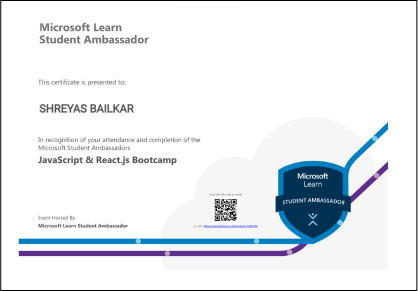 Microsoft Learn
Student Ambassador
This certificate is presented to:
SHREYAS BAILKAR
In recognition of your attendance and completion of the
Microsoft Student Ambassadors
JavaScript & React.js Bootcamp
Microsoft
Learn
STUDENT AMBASSADOR
Event Hosted By
Microsoft Learn Student Ambassador